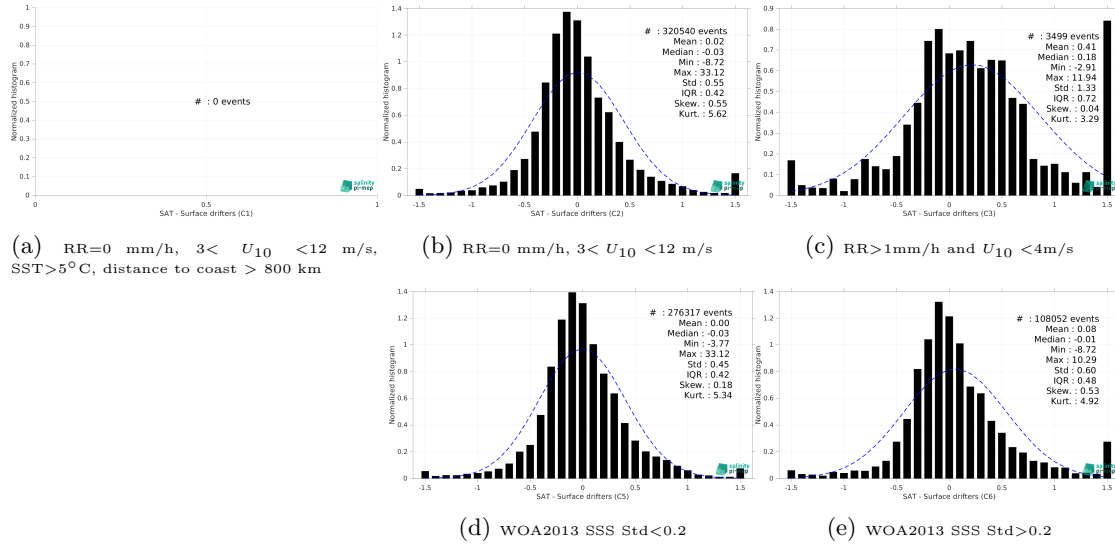 1
0.9
0.8
0.7
0.6
0.5
0.4
0.3
0.2
0.1
0
Normalized histogram
# : 0 events
0
0.5
1
SAT - Surface drifters (C1)
salinity
pi-mep
(a) RR=0 mm/h, 3< U10 <12 m/s,
SST>5°C, distance to coast > 800 km
1.4
1.2
1
0.8
0.6
0.4
0.2
0
Normalized histogram
# : 320540 events
Mean : 0.02
Median : -0.03
Min : -8.72
Max : 33.12
Std : 0.55
IQR : 0.42
Skew. : 0.55
Kurt. : 5.62
-1.5
-1
-0.5
0
0.5
1
1.5
SAT - Surface drifters (C2)
salinity
pi-mep
(b) RR=0 mm/h, 3< U10 <12 m/s
0.9
0.8
0.7
0.6
0.5
0.4
0.3
0.2
0.1
0
Normalized histogram
# : 3499 events
Mean : 0.41
Median : 0.18
Min : -2.91
Max : 11.94
Std : 1.33
IQR : 0.72
Skew. : 0.04
Kurt. : 3.29
-1.5
-1
-0.5
0
0.5
1
1.5
SAT - Surface drifters (C3)
salinity
pi-mep
(c) RR>1mm/h and U10 <4m/s
1.4
1.2
1
0.8
0.6
0.4
0.2
0
Normalized histogram
# : 276317 events
Mean : 0.00
Median : -0.03
Min : -3.77
Max : 33.12
Std : 0.45
IQR : 0.42
Skew. : 0.18
Kurt. : 5.34
-1.5
-1
-0.5
0
0.5
1
1.5
SAT - Surface drifters (C5)
salinity
pi-mep
(d) WOA2013 SSS Std<0.2
1.4
1.2
1
0.8
0.6
0.4
0.2
0
Normalized histogram
# : 108052 events
Mean : 0.08
Median : -0.01
Min : -8.72
Max : 10.29
Std : 0.60
IQR : 0.48
Skew. : 0.53
Kurt. : 4.92
-1.5
-1
-0.5
0
0.5
1
1.5
SAT - Surface drifters (C6)
salinity
pi-mep
(e) WOA2013 SSS Std>0.2